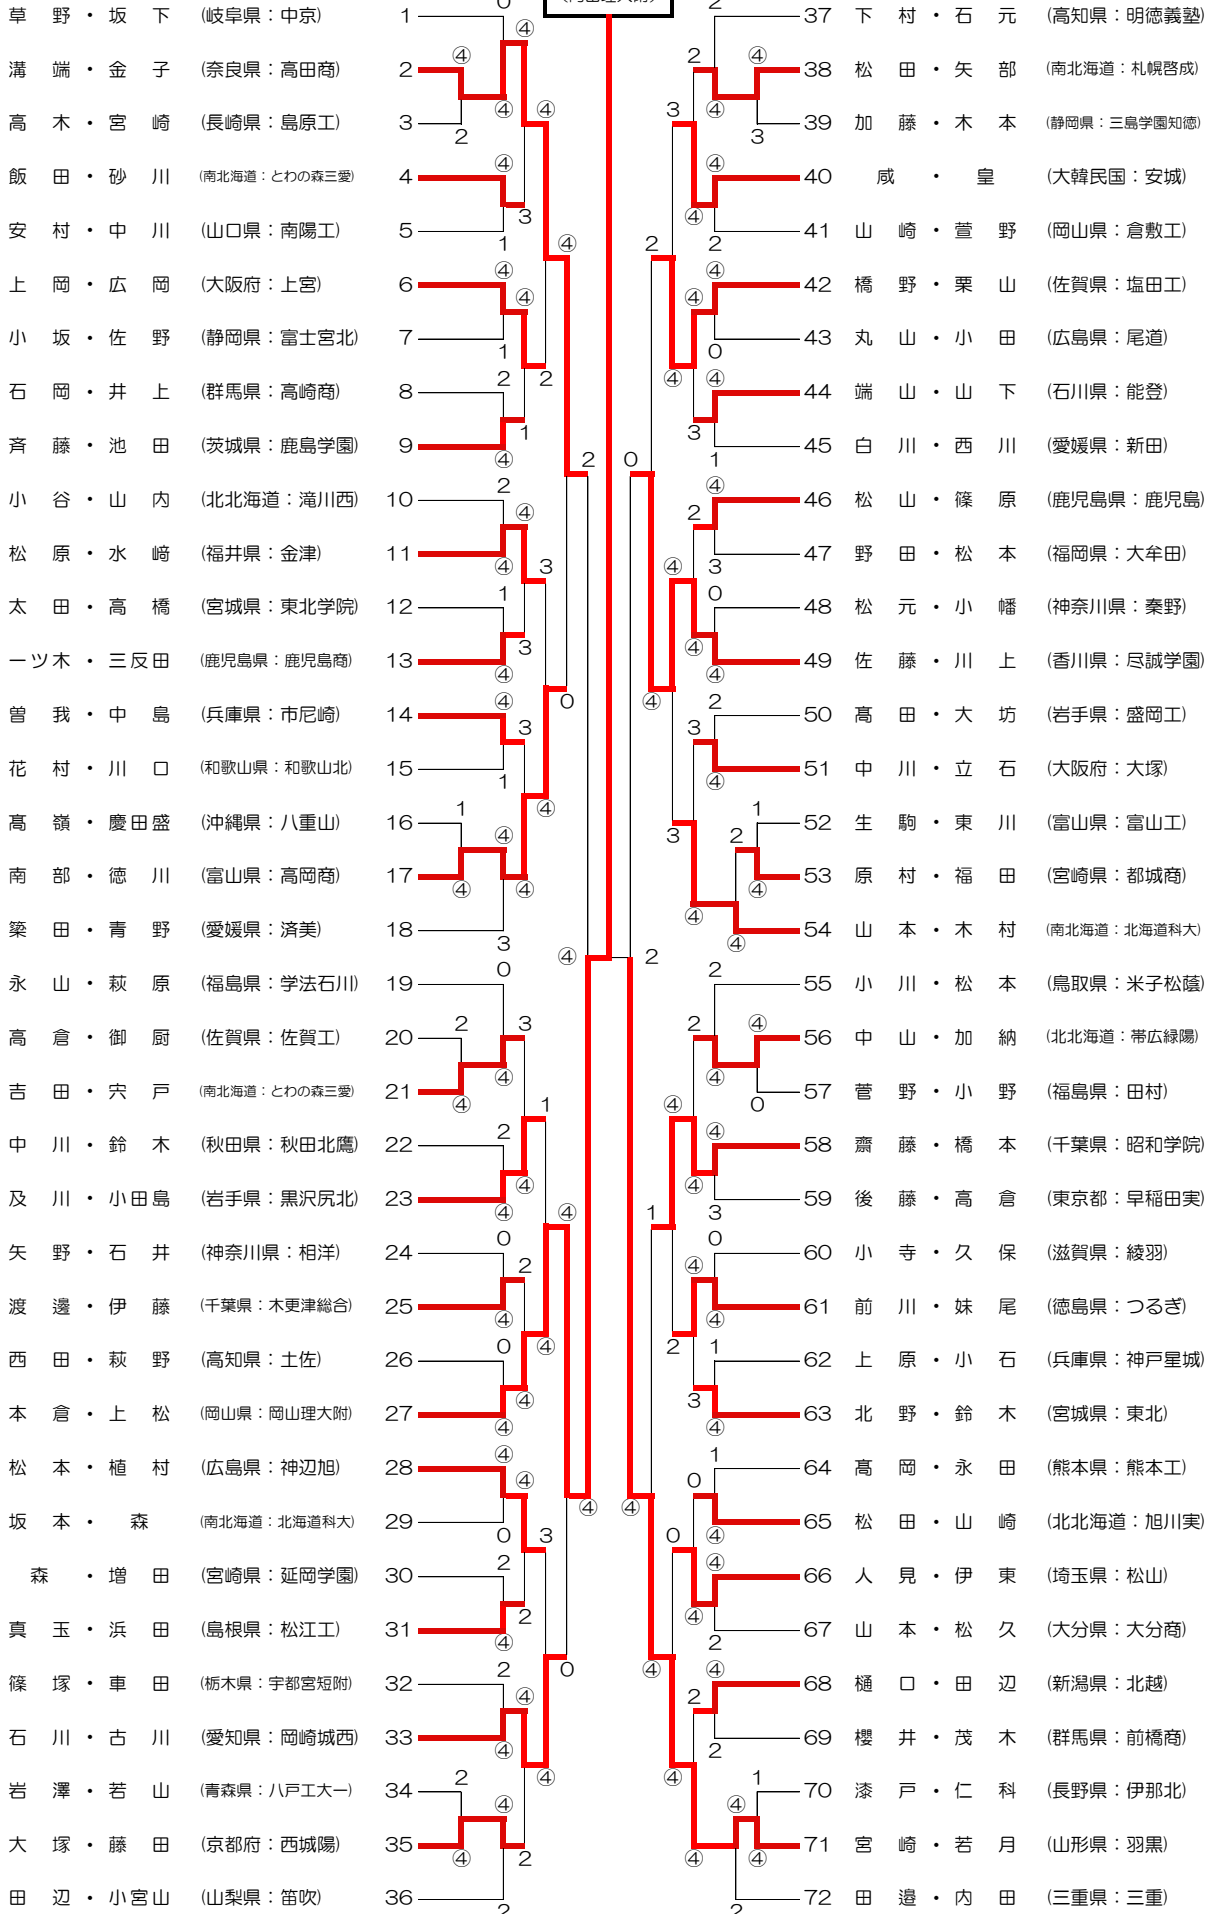 草野・坂下 (岐阜県：中京) 1
溝端・金子 (奈良県：高田商) 2
高木・宮崎 (長崎県：島原工) 3
飯田・砂川 (南北海道：とわの森三愛) 4
安村・中川 (山口県：南陽工) 5
上岡・広岡 (大阪府：上宮) 6
小坂・佐野 (静岡県：富士宮北) 7
石岡・井上 (群馬県：高崎商) 8
斉藤・池田 (茨城県：鹿島学園) 9
小谷・山内 (北北海道：滝川西) 10
松原・水﨑 (福井県：金津) 11
太田・高橋 (宮城県：東北学院) 12
一ツ木・三反田 (鹿児島県：鹿児島商) 13
曽我・中島 (兵庫県：市尼崎) 14
花村・川口 (和歌山県：和歌山北) 15
髙嶺・慶田盛 (沖縄県：八重山) 16
南部・徳川 (富山県：高岡商) 17
築田・青野 (愛媛県：済美) 18
永山・萩原 (福島県：学法石川) 19
高倉・御厨 (佐賀県：佐賀工) 20
吉田・宍戸 (南北海道：とわの森三愛) 21
中川・鈴木 (秋田県：秋田北鷹) 22
及川・小田島 (岩手県：黒沢尻北) 23
矢野・石井 (神奈川県：相洋) 24
渡邊・伊藤 (千葉県：木更津総合) 25
西田・萩野 (高知県：土佐) 26
本倉・上松 (岡山県：岡山理大附) 27
松本・植村 (広島県：神辺旭) 28
坂本・森 (南北海道：北海道科大) 29
森・増田 (宮崎県：延岡学園) 30
真玉・浜田 (島根県：松江工) 31
篠塚・車田 (栃木県：宇都宮短附) 32
石川・古川 (愛知県：岡崎城西) 33
岩澤・若山 (青森県：八戸工大一) 34
大塚・藤田 (京都府：西城陽) 35
田辺・小宮山 (山梨県：笛吹) 36
37 下村・石元 (高知県：明徳義塾)
38 松田・矢部 (南北海道：札幌啓成)
39 加藤・木本 (静岡県：三島学園知徳)
40 咸・皇 (大韓民国：安城)
41 山崎・萱野 (岡山県：倉敷工)
42 橋野・栗山 (佐賀県：塩田工)
43 丸山・小田 (広島県：尾道)
44 端山・山下 (石川県：能登)
45 白川・西川 (愛媛県：新田)
46 松山・篠原 (鹿児島県：鹿児島)
47 野田・松本 (福岡県：大牟田)
48 松元・小幡 (神奈川県：秦野)
49 佐藤・川上 (香川県：尽誠学園)
50 髙田・大坊 (岩手県：盛岡工)
51 中川・立石 (大阪府：大塚)
52 生駒・東川 (富山県：富山工)
53 原村・福田 (宮崎県：都城商)
54 山本・木村 (南北海道：北海道科大)
55 小川・松本 (鳥取県：米子松蔭)
56 中山・加納 (北北海道：帯広緑陽)
57 菅野・小野 (福島県：田村)
58 齋藤・橋本 (千葉県：昭和学院)
59 後藤・高倉 (東京都：早稲田実)
60 小寺・久保 (滋賀県：綾羽)
61 前川・妹尾 (徳島県：つるぎ)
62 上原・小石 (兵庫県：神戸星城)
63 北野・鈴木 (宮城県：東北)
64 髙岡・永田 (熊本県：熊本工)
65 松田・山崎 (北北海道：旭川実)
66 人見・伊東 (埼玉県：松山)
67 山本・松久 (大分県：大分商)
68 樋口・田辺 (新潟県：北越)
69 櫻井・茂木 (群馬県：前橋商)
70 漆戸・仁科 (長野県：伊那北)
71 宮崎・若月 (山形県：羽黒)
72 田邉・内田 (三重県：三重)